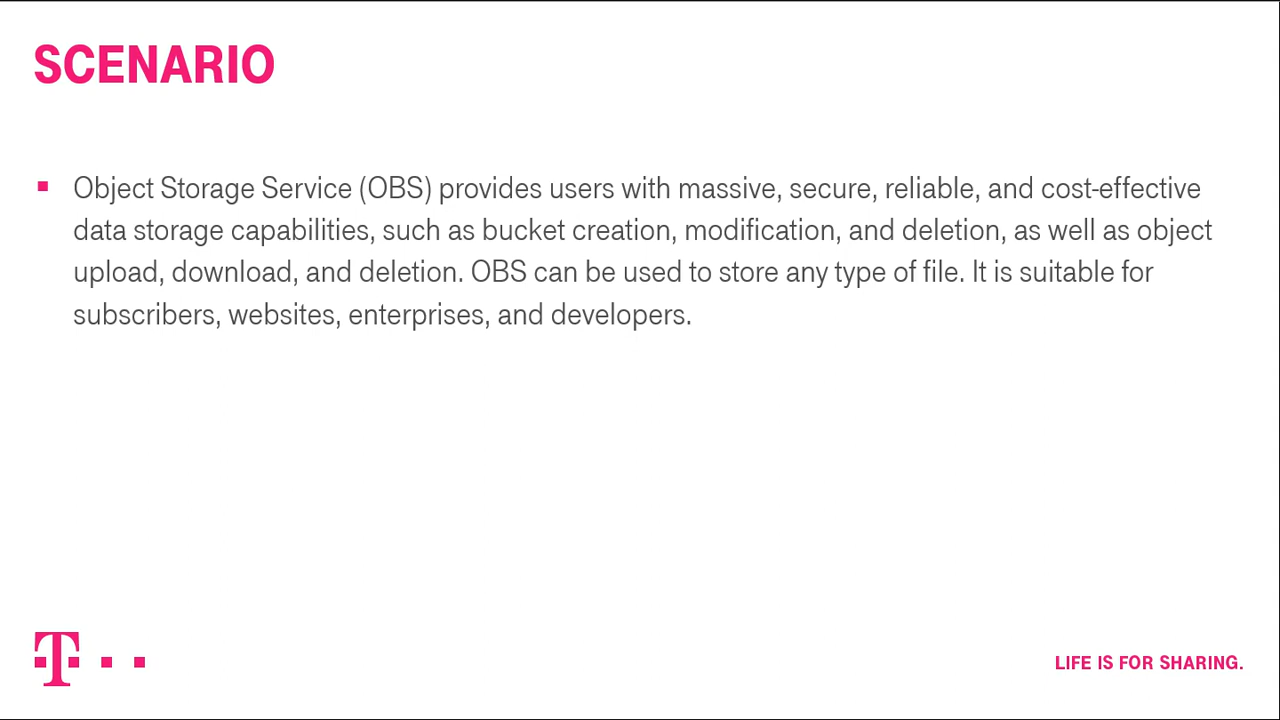 SCENARIO
Object Storage Service (OBS) provides users with massive, secure, reliable, and cost-effective
data storage capabilities, such as bucket creation, modification, and deletion, as well as object
upload, download, and deletion. OBS can be used to store any type of file. It is suitable for
subscribers, websites, enterprises, and developers.
T
LIFE IS FOR SHARING.